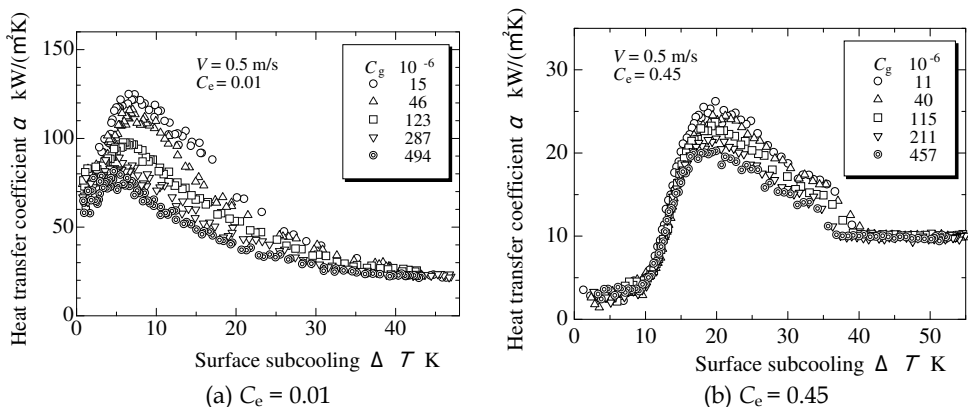 (a)
Heat transfer coefficient α kW/(m²K)
150
100
50
0
V = 0.5 m/s
Cₑ = 0.01
C_g 10⁻⁶
○ 15
△ 46
□ 123
▽ 287
◎ 494
0 10 20 30 40
Surface subcooling Δ T K
(a) Cₑ = 0.01
(b)
Heat transfer coefficient α kW/(m²K)
30
20
10
0
V = 0.5 m/s
Cₑ = 0.45
C_g 10⁻⁶
○ 11
△ 40
□ 115
▽ 211
◎ 457
0 10 20 30 40 50
Surface subcooling Δ T K
(b) Cₑ = 0.45